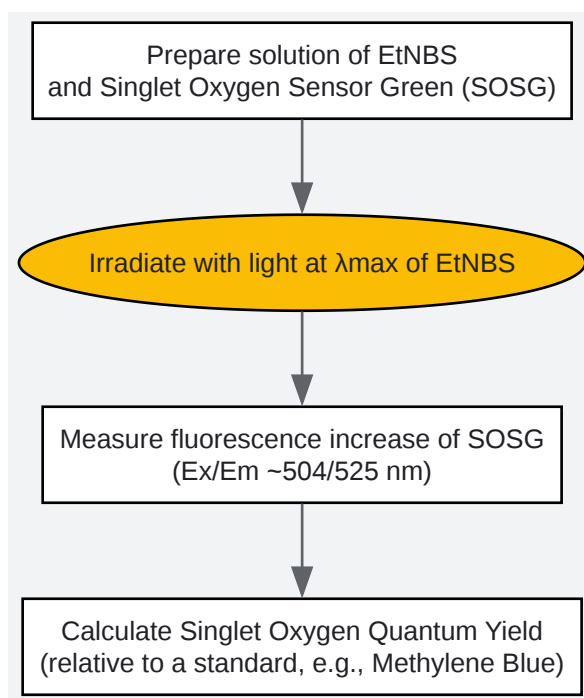 Prepare solution of EtNBS
and Singlet Oxygen Sensor Green (SOSG)
Irradiate with light at λmax of EtNBS
Measure fluorescence increase of SOSG
(Ex/Em ~504/525 nm)
Calculate Singlet Oxygen Quantum Yield
(relative to a standard, e.g., Methylene Blue)